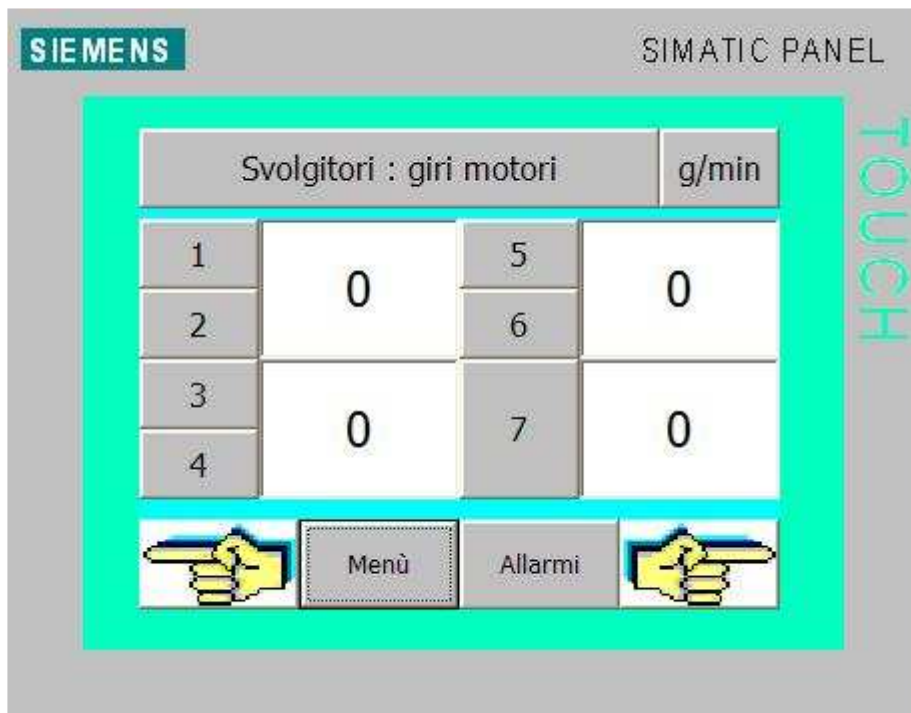 SIEMENS
SIMATIC PANEL
TOUCH
Svolgitori : giri motori g/min
1 0 5 0
2 6
3 0 7 0
4
Menù Allarmi